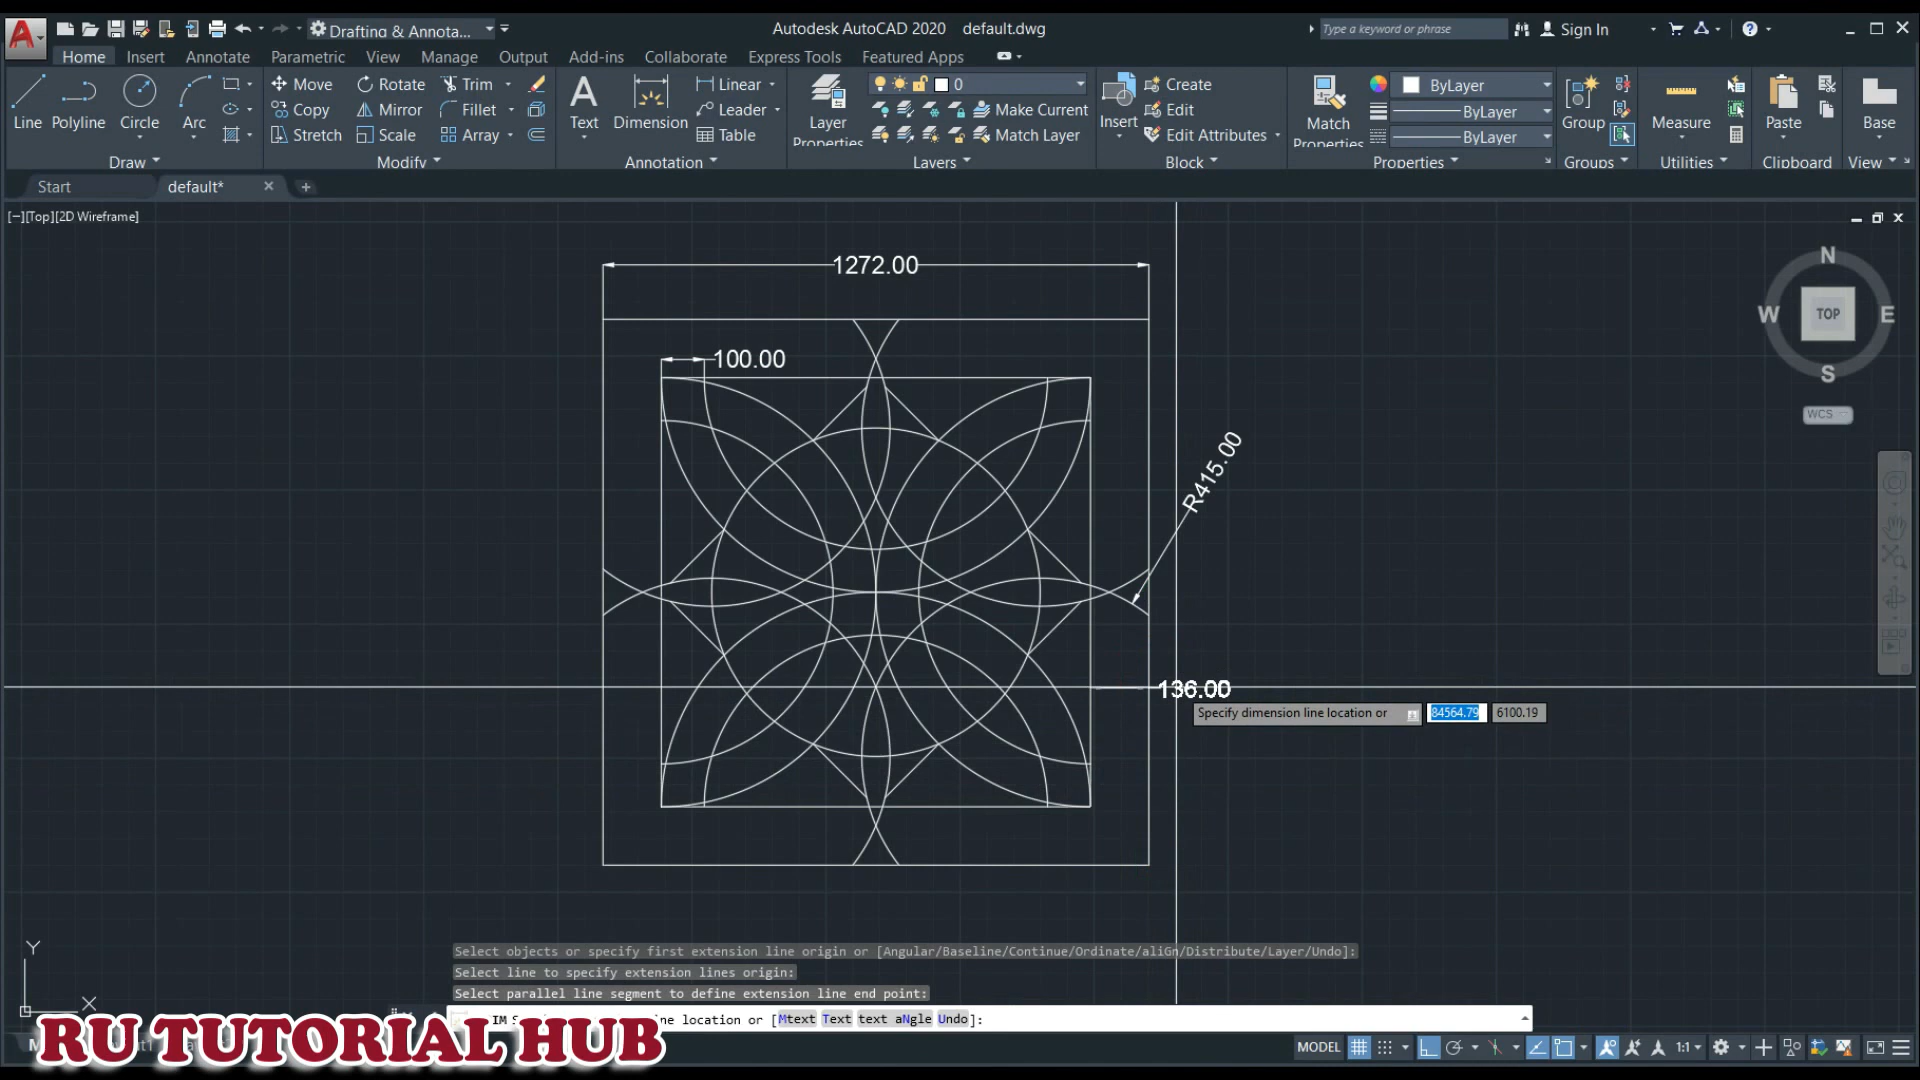 Drafting & Annota...
Autodesk AutoCAD 2020 default.dwg
Type a keyword or phrase
Sign In
Home Insert Annotate Parametric View Manage Output Add-ins Collaborate Express Tools Featured Apps
Line Polyline Circle Arc
Move Rotate Trim
Copy Mirror Fillet
Stretch Scale Array
Text Dimension
Linear
Leader
Table
Layer
Properties
0
Make Current
Match Layer
Insert
Create
Edit
Edit Attributes
Match
Properties
ByLayer
ByLayer
ByLayer
Group
Measure
Paste
Base
Draw Modify Annotation Layers Block Properties Groups Utilities Clipboard View
Start default*
[−][Top][2D Wireframe]
1272.00
100.00
R415.00
136.00
Specify dimension line location or 84564.79 6100.19
N
W TOP E
S
WCS
Y
X
Select objects or specify first extension line origin or [Angular/Baseline/Continue/Ordinate/aliGn/Distribute/Layer/Undo]:
Select line to specify extension lines origin:
Select parallel line segment to define extension line end point:
line location or [Mtext Text text aNgle Undo]:
RU TUTORIAL HUB
MODEL 1:1